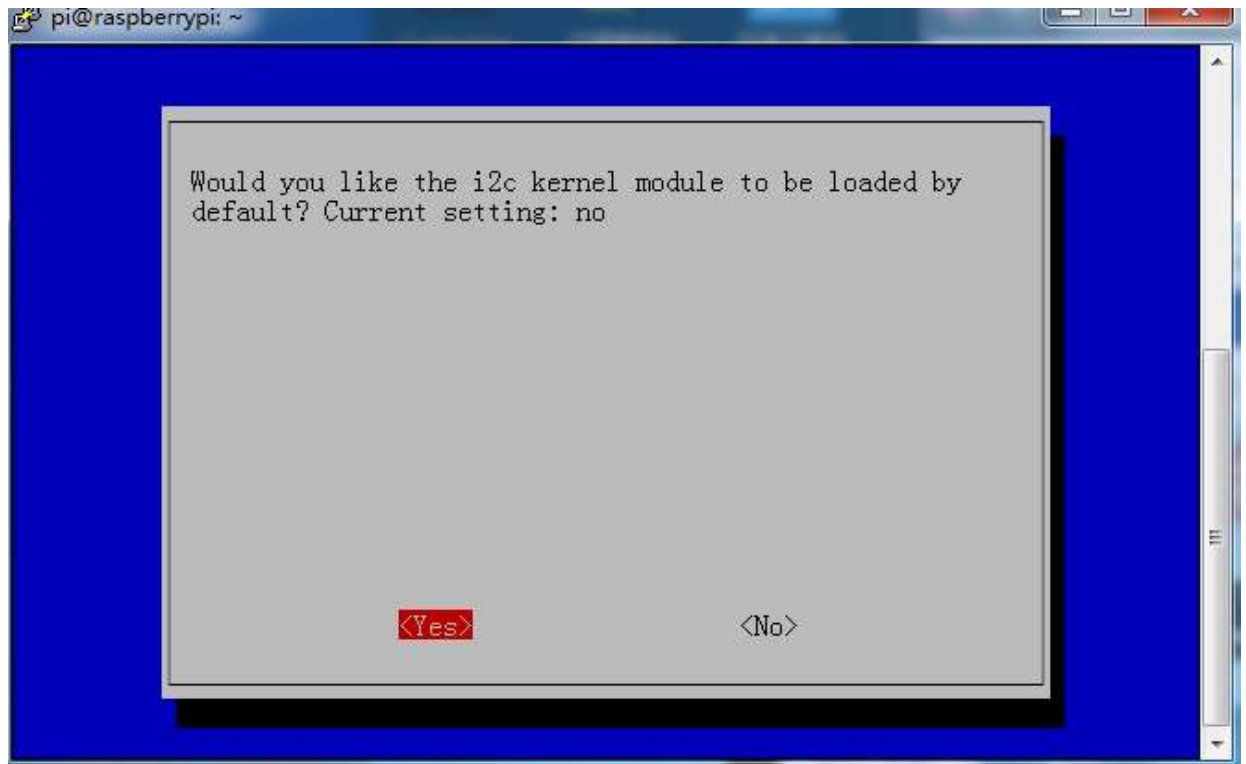 pi@raspberrypi: ~
Would you like the i2c kernel module to be loaded by
default? Current setting: no
<Yes> <No>